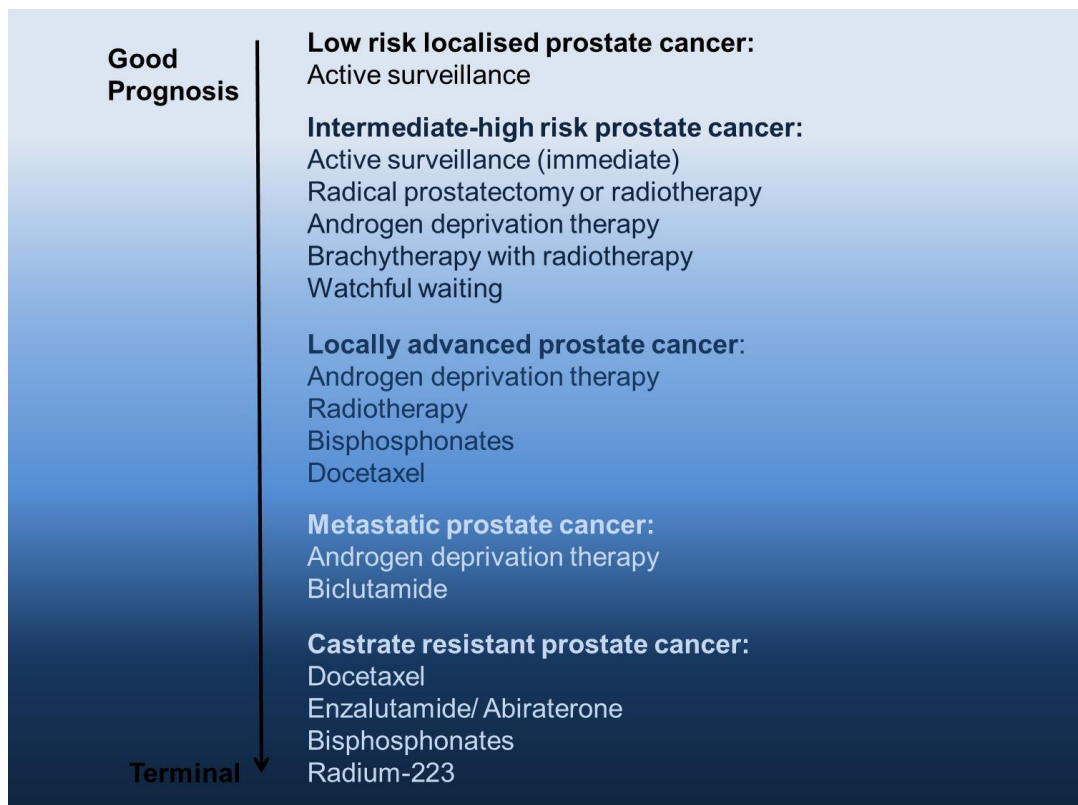 Good
Prognosis
Low risk localised prostate cancer:
Active surveillance
Intermediate-high risk prostate cancer:
Active surveillance (immediate)
Radical prostatectomy or radiotherapy
Androgen deprivation therapy
Brachytherapy with radiotherapy
Watchful waiting
Locally advanced prostate cancer:
Androgen deprivation therapy
Radiotherapy
Bisphosphonates
Docetaxel
Metastatic prostate cancer:
Androgen deprivation therapy
Biclutamide
Castrate resistant prostate cancer:
Docetaxel
Enzalutamide/ Abiraterone
Bisphosphonates
Radium-223
Terminal